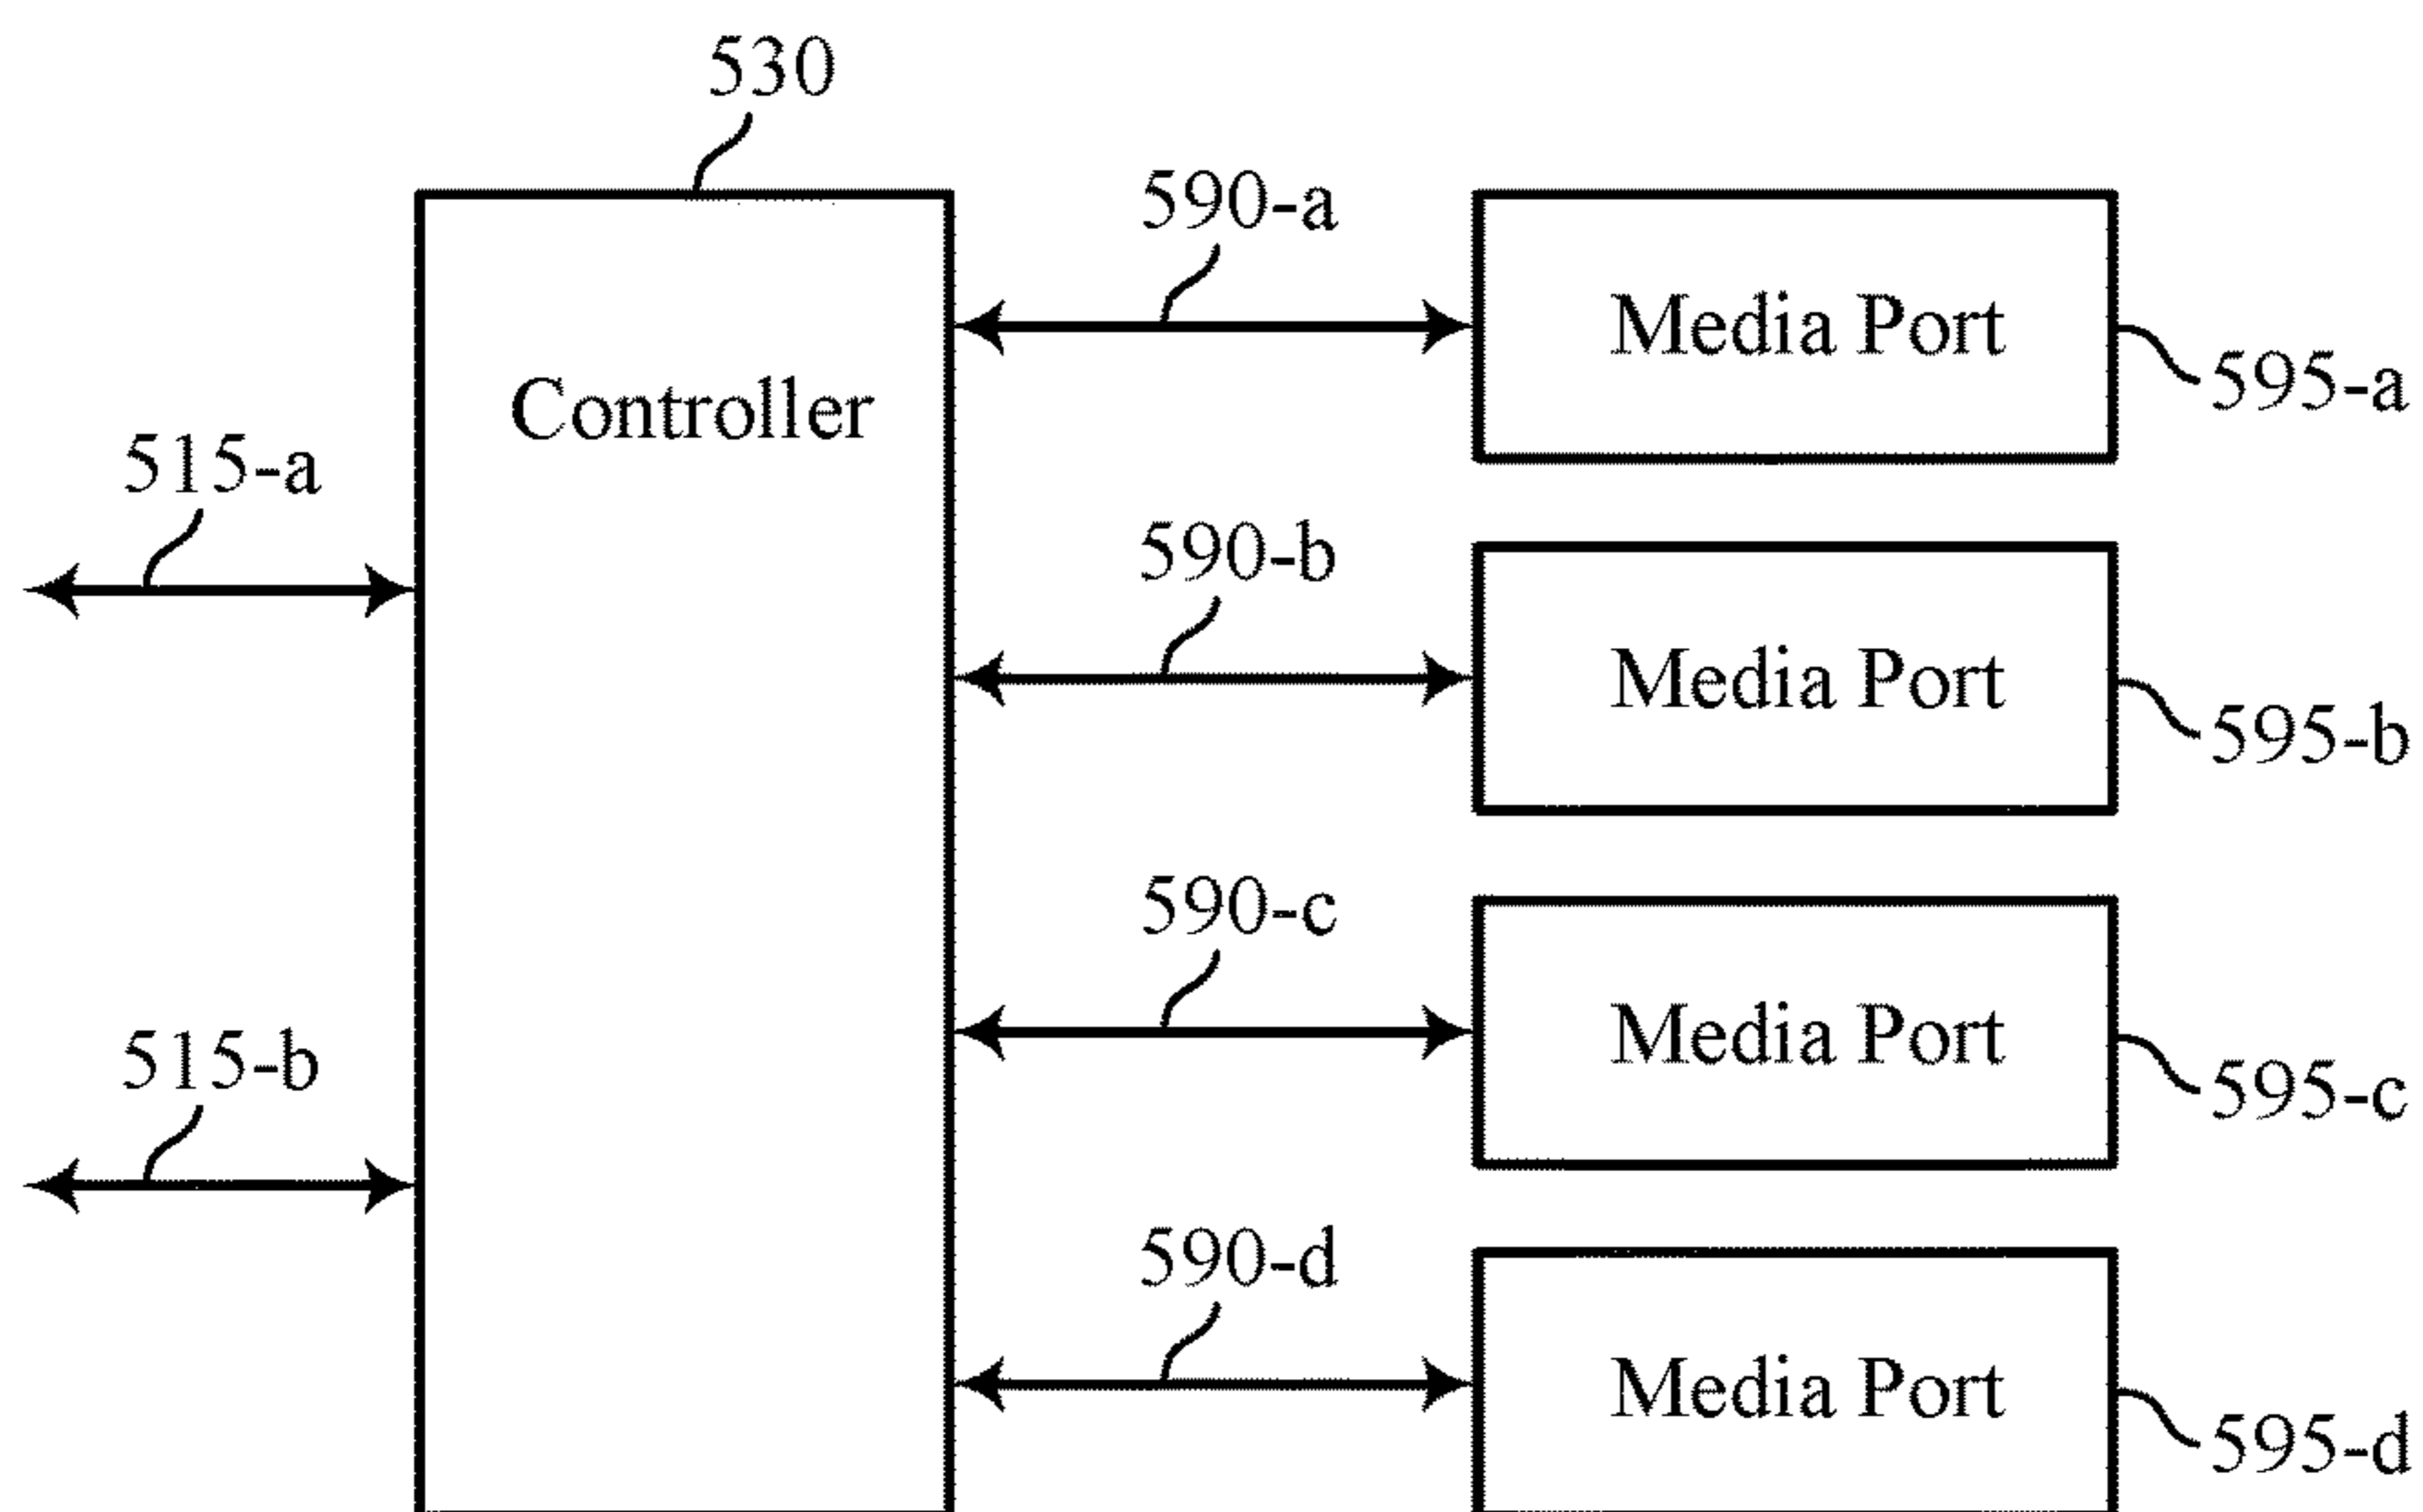 530
590-a
Media Port
595-a
Controller
515-a
590-b
Media Port
595-b
590-c
Media Port
595-c
515-b
590-d
Media Port
595-d